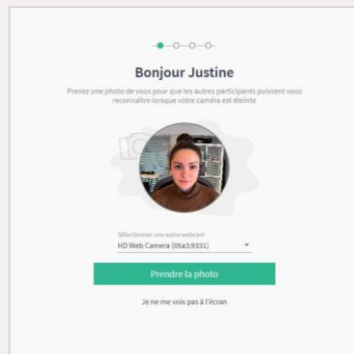 Bonjour Justine
Prenez une photo de vous pour que les autres participants puissent vous
reconnaître lorsque votre caméra est éteinte
Sélectionner une autre webcam
HD Web Camera (05a3:9331)
Prendre la photo
Je ne me vois pas à l'écran